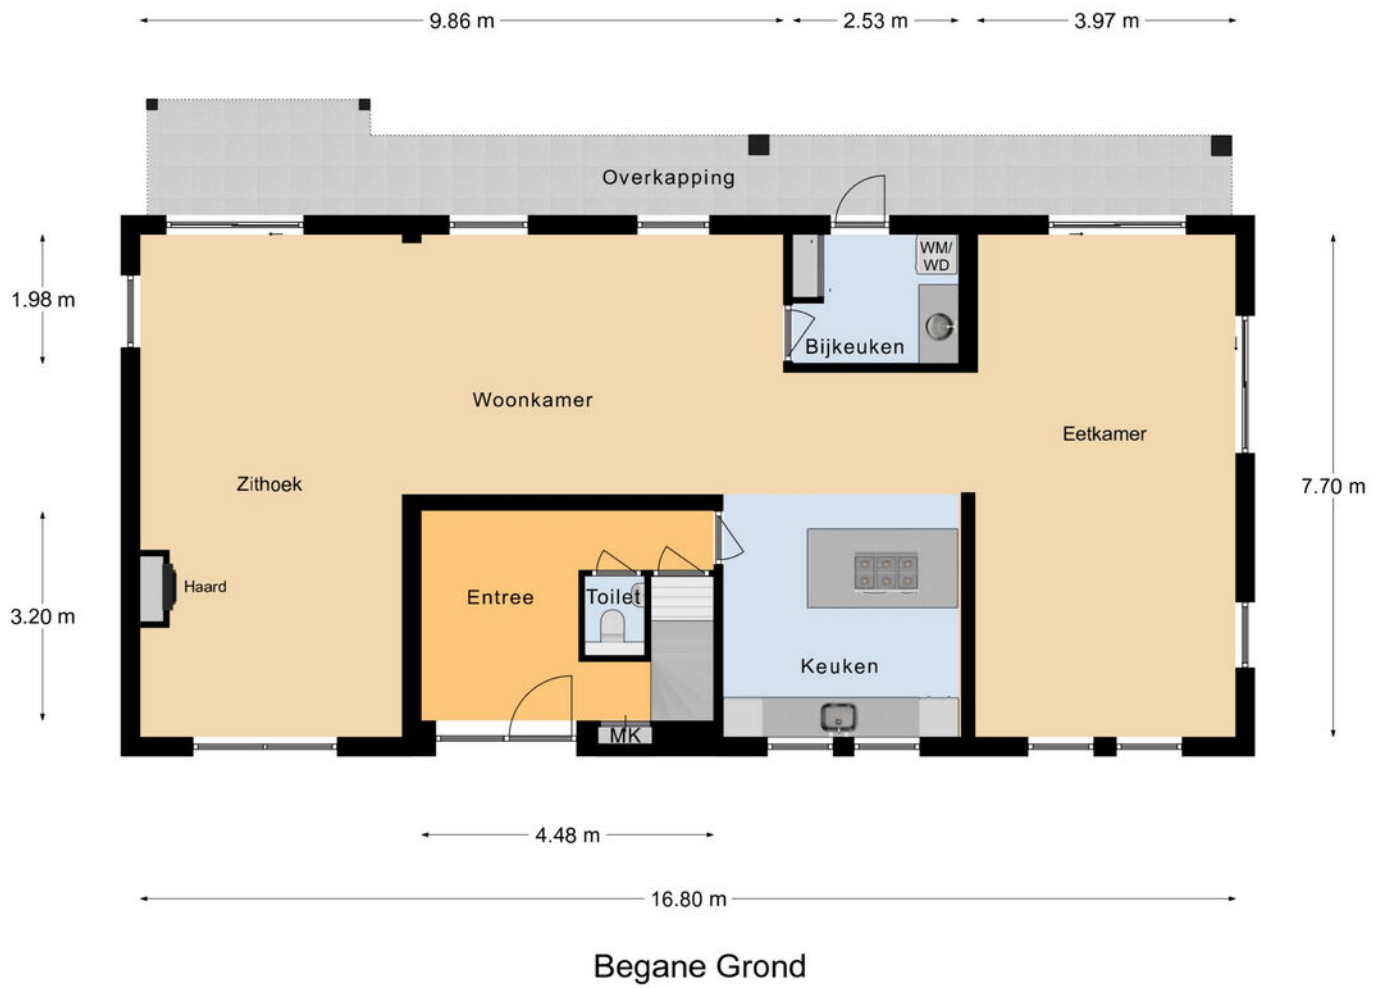 9.86 m
2.53 m
3.97 m
Overkapping
WM/
WD
1.98 m
Bijkeuken
Woonkamer
Eetkamer
Zithoek
7.70 m
Haard
Entree
Toilet
3.20 m
Keuken
MK
4.48 m
16.80 m
Begane Grond